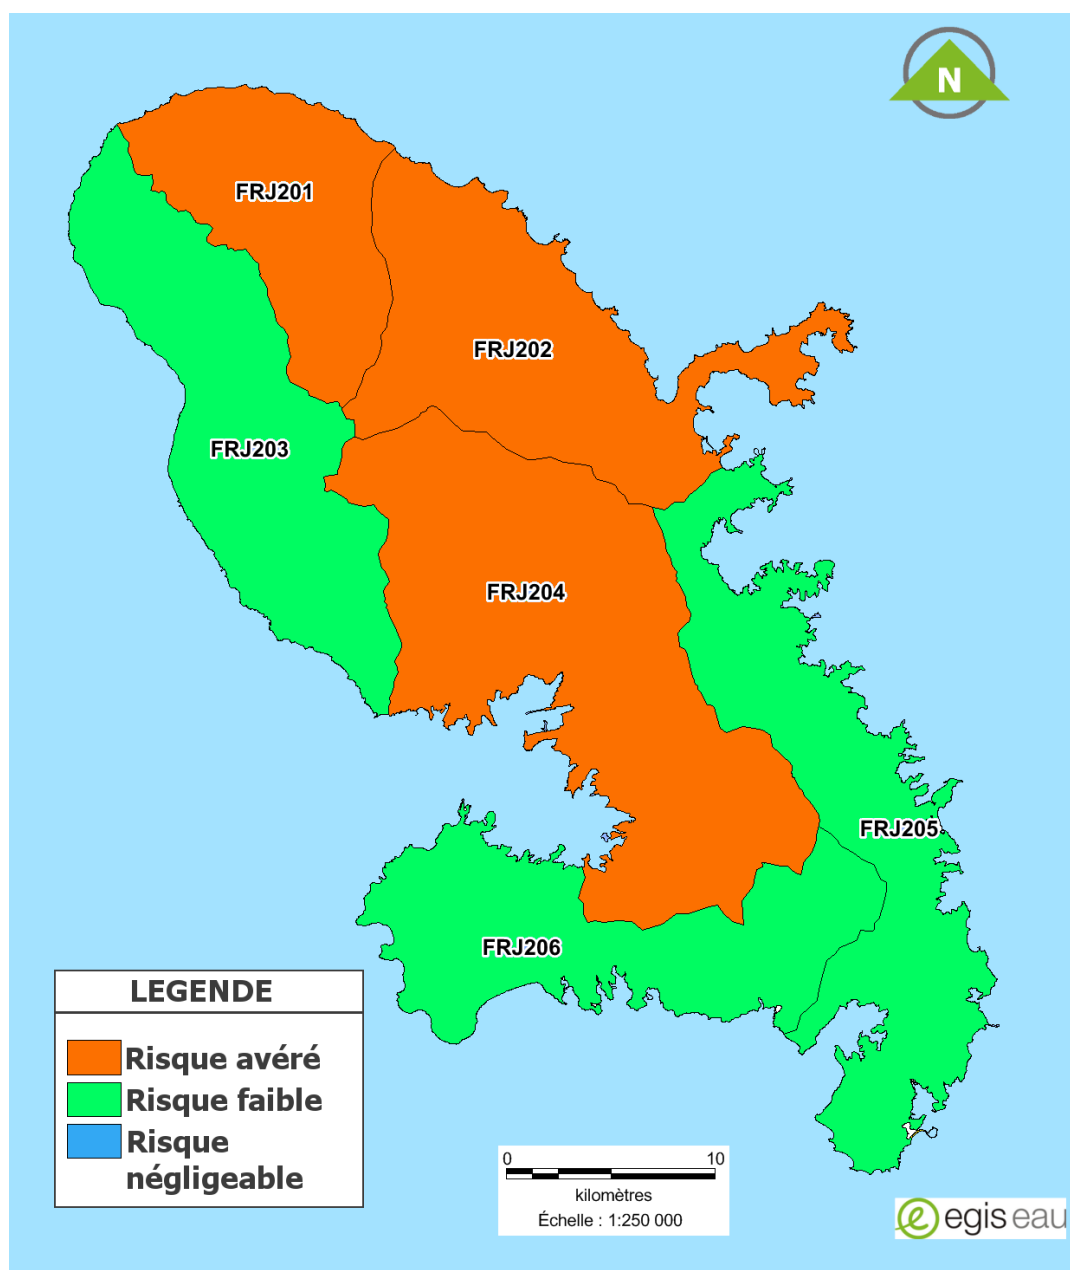 N
FRJ201
FRJ202
FRJ203
FRJ204
FRJ205
FRJ206
LEGENDE
Risque avéré
Risque faible
Risque
négligeable
0 10
kilomètres
Échelle : 1:250 000
egis eau